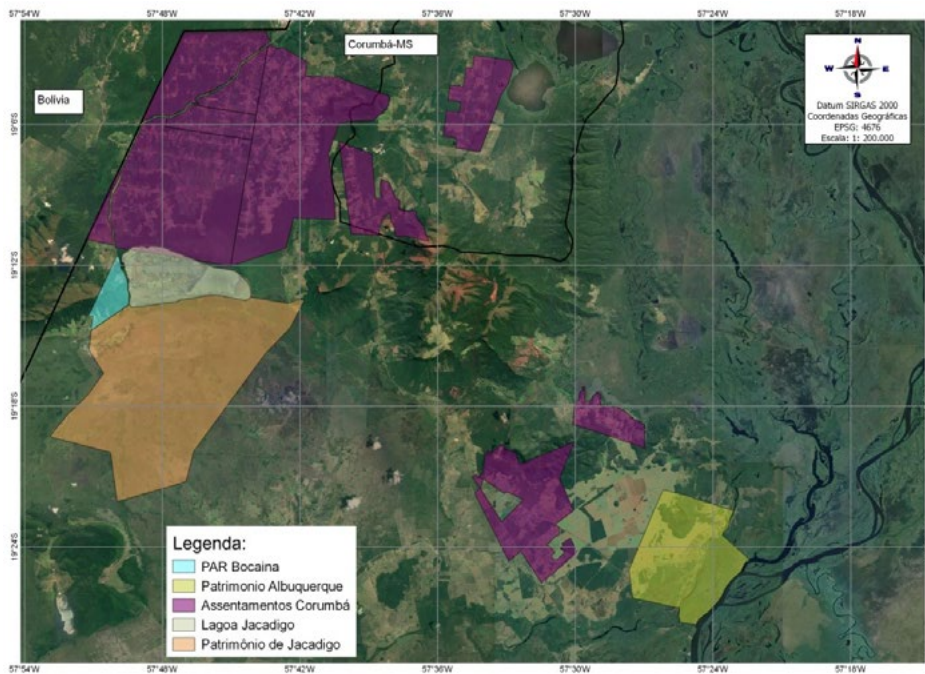 57°54'W 57°48'W 57°42'W 57°36'W 57°30'W 57°24'W 57°18'W
Corumbá-MS
Bolívia
N
W E
S
Datum SIRGAS 2000
Coordenadas Geográficas
EPSG: 4676
Escala: 1: 200.000
19°6'S
19°12'S
19°18'S
19°24'S
Legenda:
PAR Bocaina
Patrimonio Albuquerque
Assentamentos Corumbá
Lagoa Jacadigo
Patrimônio de Jacadigo
57°54'W 57°48'W 57°42'W 57°36'W 57°30'W 57°24'W 57°18'W